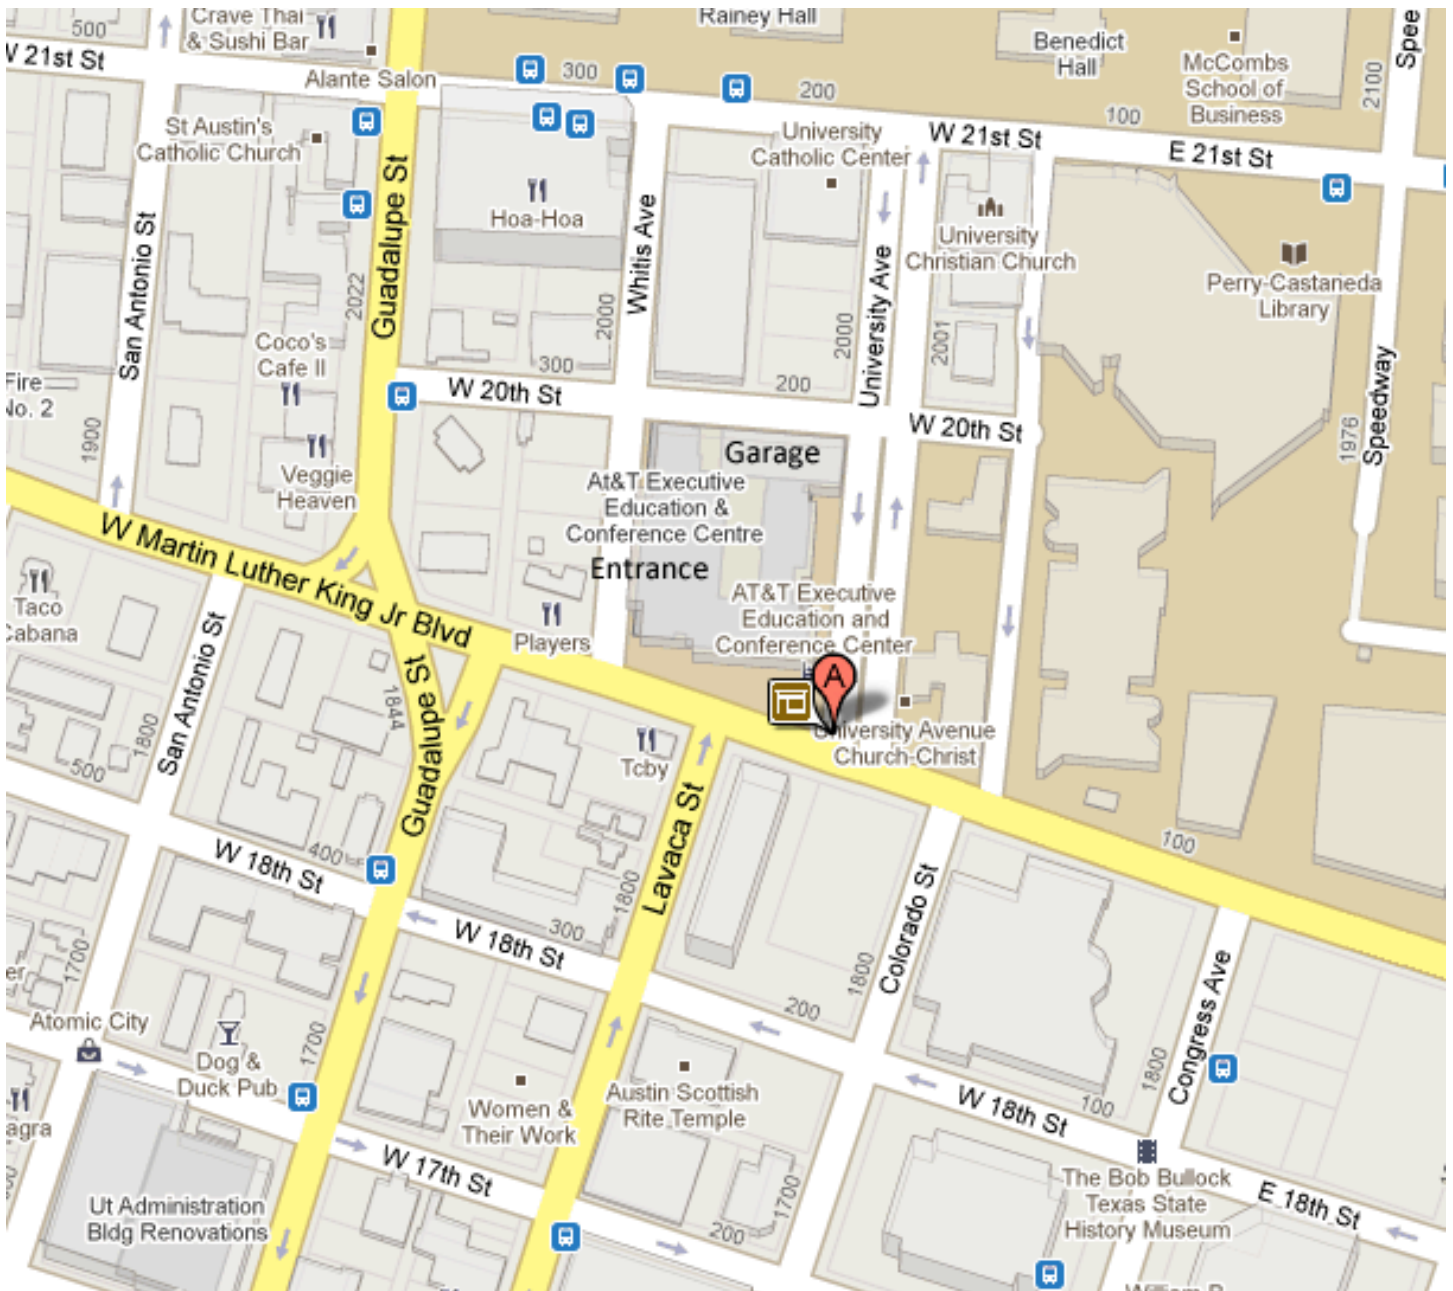 Crave Thai
& Sushi Bar
Rainey Hall
Spee
500
W 21st St
Alante Salon
300
200
Benedict
Hall
McCombs
School of
Business
2100
100
St Austin's
Catholic Church
University
Catholic Center
W 21st St
E 21st St
Guadalupe St
Hoa-Hoa
Whitis Ave
University
Christian Church
Perry-Castaneda
Library
San Antonio St
2022
2000
University Ave
2000
2001
Coco's
Cafe II
Fire
No. 2
300
W 20th St
200
W 20th St
Speedway
1976
1900
Veggie
Heaven
Garage
At&T Executive
Education &
Conference Centre
Entrance
W Martin Luther King Jr Blvd
AT&T Executive
Education and
Conference Center
Taco
Cabana
Players
A
San Antonio St
Guadalupe St
1844
1800
500
Tcby
University Avenue
Church-Christ
Guadalupe St
Lavaca St
100
W 18th St
400
1800
300
W 18th St
Colorado St
1800
Congress Ave
1700
er
200
Atomic City
Dog &
Duck Pub
1700
Women &
Their Work
Austin Scottish
Rite Temple
W 18th St
100
1800
agra
W 17th St
1700
200
The Bob Bullock
Texas State
History Museum
E 18th St
Ut Administration
Bldg Renovations